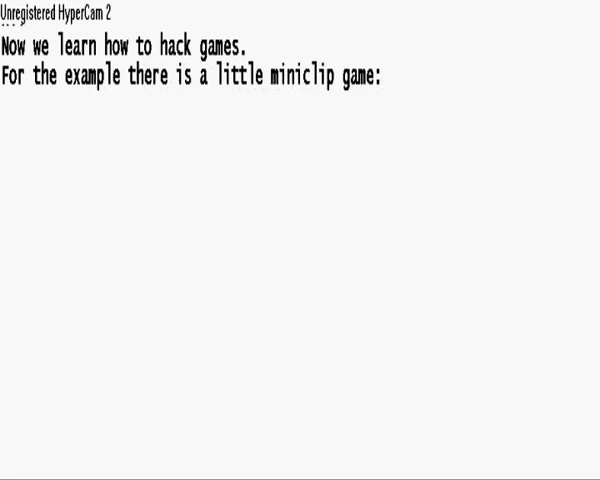 Unregistered HyperCam 2
Now we learn how to hack games.
For the example there is a little miniclip game: